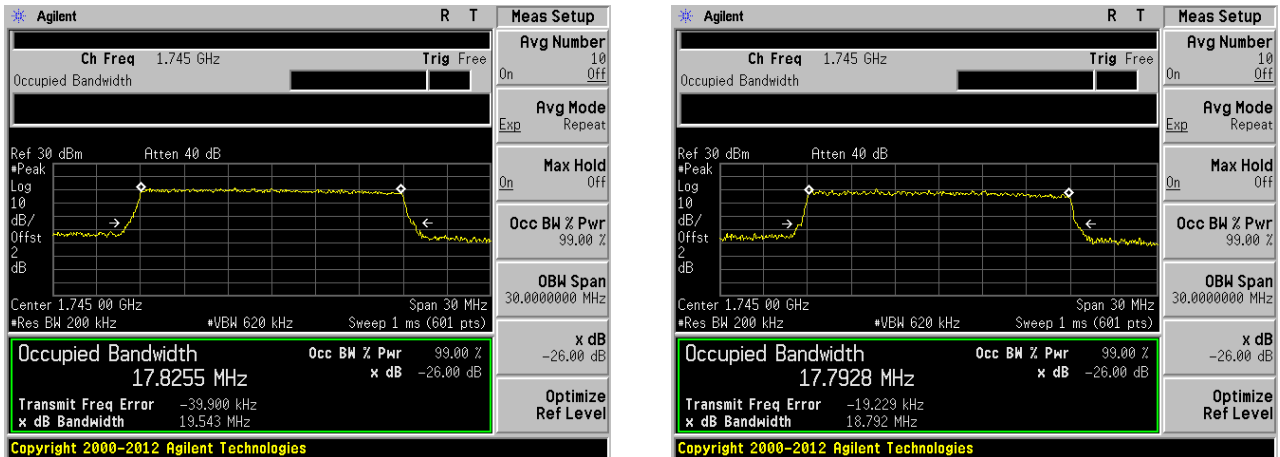 Agilent R T Meas Setup
Ch Freq 1.745 GHz Trig Free
Occupied Bandwidth
Avg Number
10
On Off
Avg Mode
Exp Repeat
Max Hold
On Off
Occ BW % Pwr
99.00 %
OBW Span
30.0000000 MHz
x dB
-26.00 dB
Optimize
Ref Level
Ref 30 dBm Atten 40 dB
#Peak
Log
10
dB/
Offst
2
dB
Center 1.745 00 GHz Span 30 MHz
#Res BW 200 kHz #VBW 620 kHz Sweep 1 ms (601 pts)
Occupied Bandwidth Occ BW % Pwr 99.00 %
17.8255 MHz x dB -26.00 dB
Transmit Freq Error -39.900 kHz
x dB Bandwidth 19.543 MHz
Copyright 2000-2012 Agilent Technologies
Agilent R T Meas Setup
Ch Freq 1.745 GHz Trig Free
Occupied Bandwidth
Avg Number
10
On Off
Avg Mode
Exp Repeat
Max Hold
On Off
Occ BW % Pwr
99.00 %
OBW Span
30.0000000 MHz
x dB
-26.00 dB
Optimize
Ref Level
Ref 30 dBm Atten 40 dB
#Peak
Log
10
dB/
Offst
2
dB
Center 1.745 00 GHz Span 30 MHz
#Res BW 200 kHz #VBW 620 kHz Sweep 1 ms (601 pts)
Occupied Bandwidth Occ BW % Pwr 99.00 %
17.7928 MHz x dB -26.00 dB
Transmit Freq Error -19.229 kHz
x dB Bandwidth 18.792 MHz
Copyright 2000-2012 Agilent Technologies